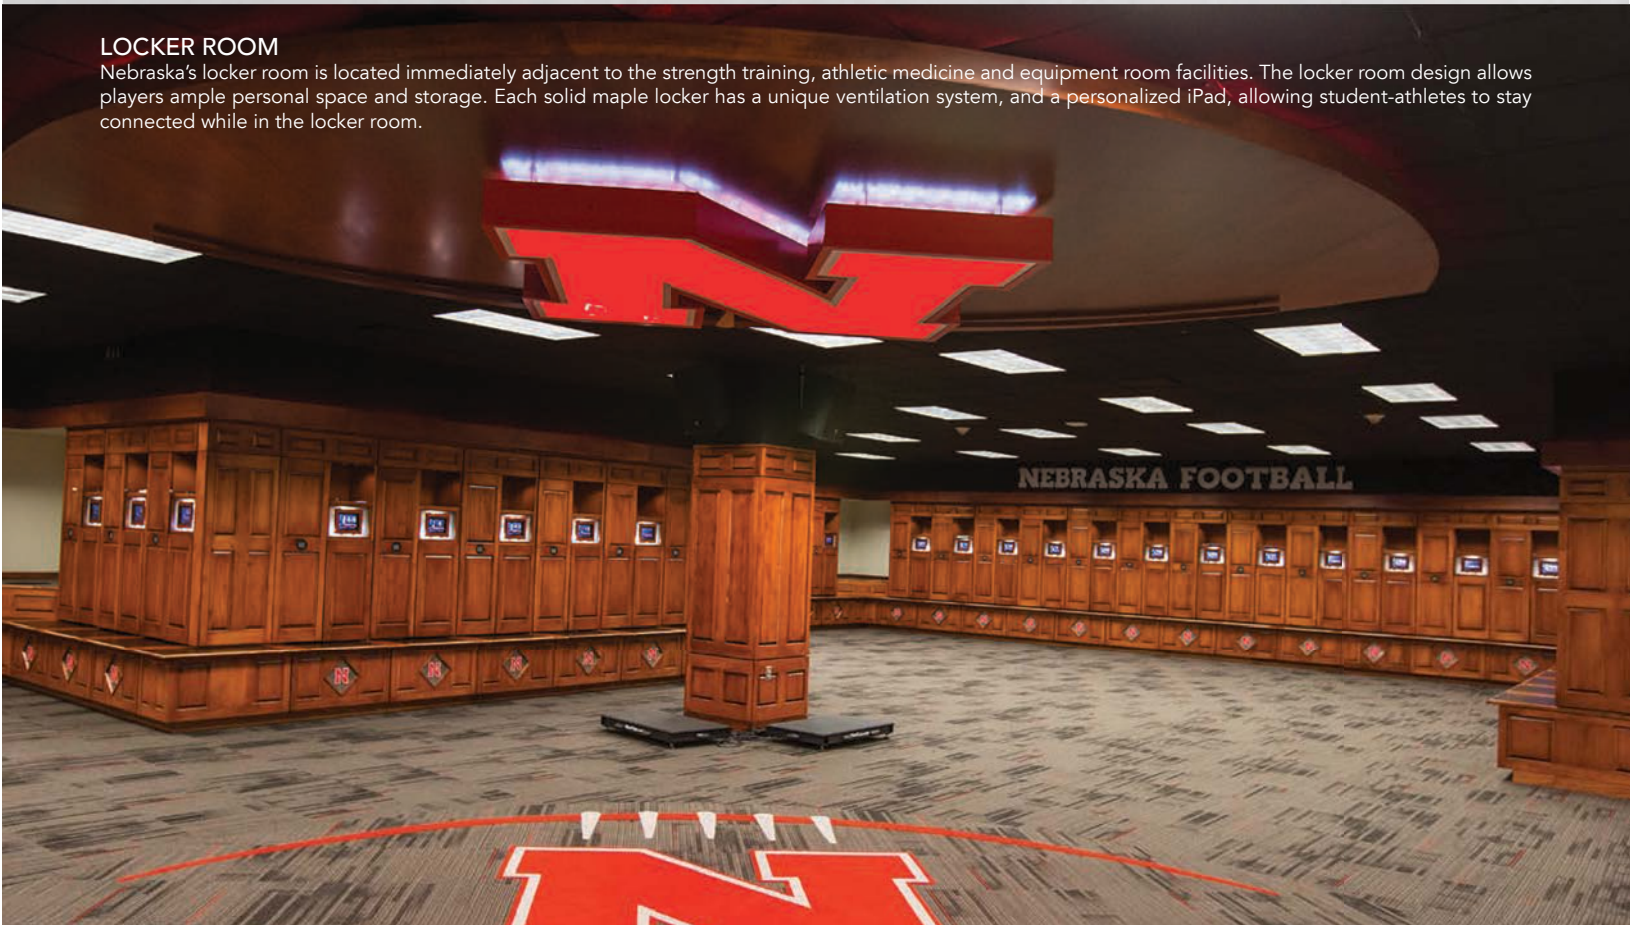 LOCKER ROOM
Nebraska’s locker room is located immediately adjacent to the strength training, athletic medicine and equipment room facilities. The locker room design allows
players ample personal space and storage. Each solid maple locker has a unique ventilation system, and a personalized iPad, allowing student-athletes to stay
connected while in the locker room.
N
NEBRASKA FOOTBALL
N